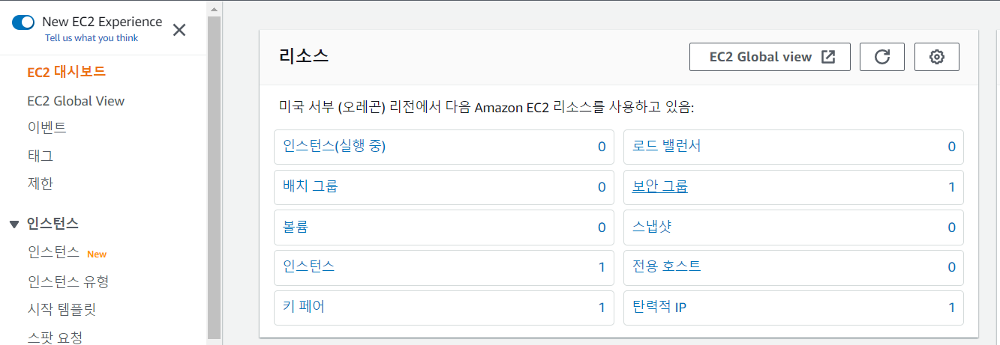 New EC2 Experience
Tell us what you think
EC2 대시보드
EC2 Global View
이벤트
태그
제한
인스턴스
인스턴스 New
인스턴스 유형
시작 템플릿
스팟 요청
리소스
EC2 Global view
미국 서부 (오레곤) 리전에서 다음 Amazon EC2 리소스를 사용하고 있음:
인스턴스(실행 중) 0
로드 밸런서 0
배치 그룹 0
보안 그룹 1
볼륨 0
스냅샷 0
인스턴스 1
전용 호스트 0
키 페어 1
탄력적 IP 1